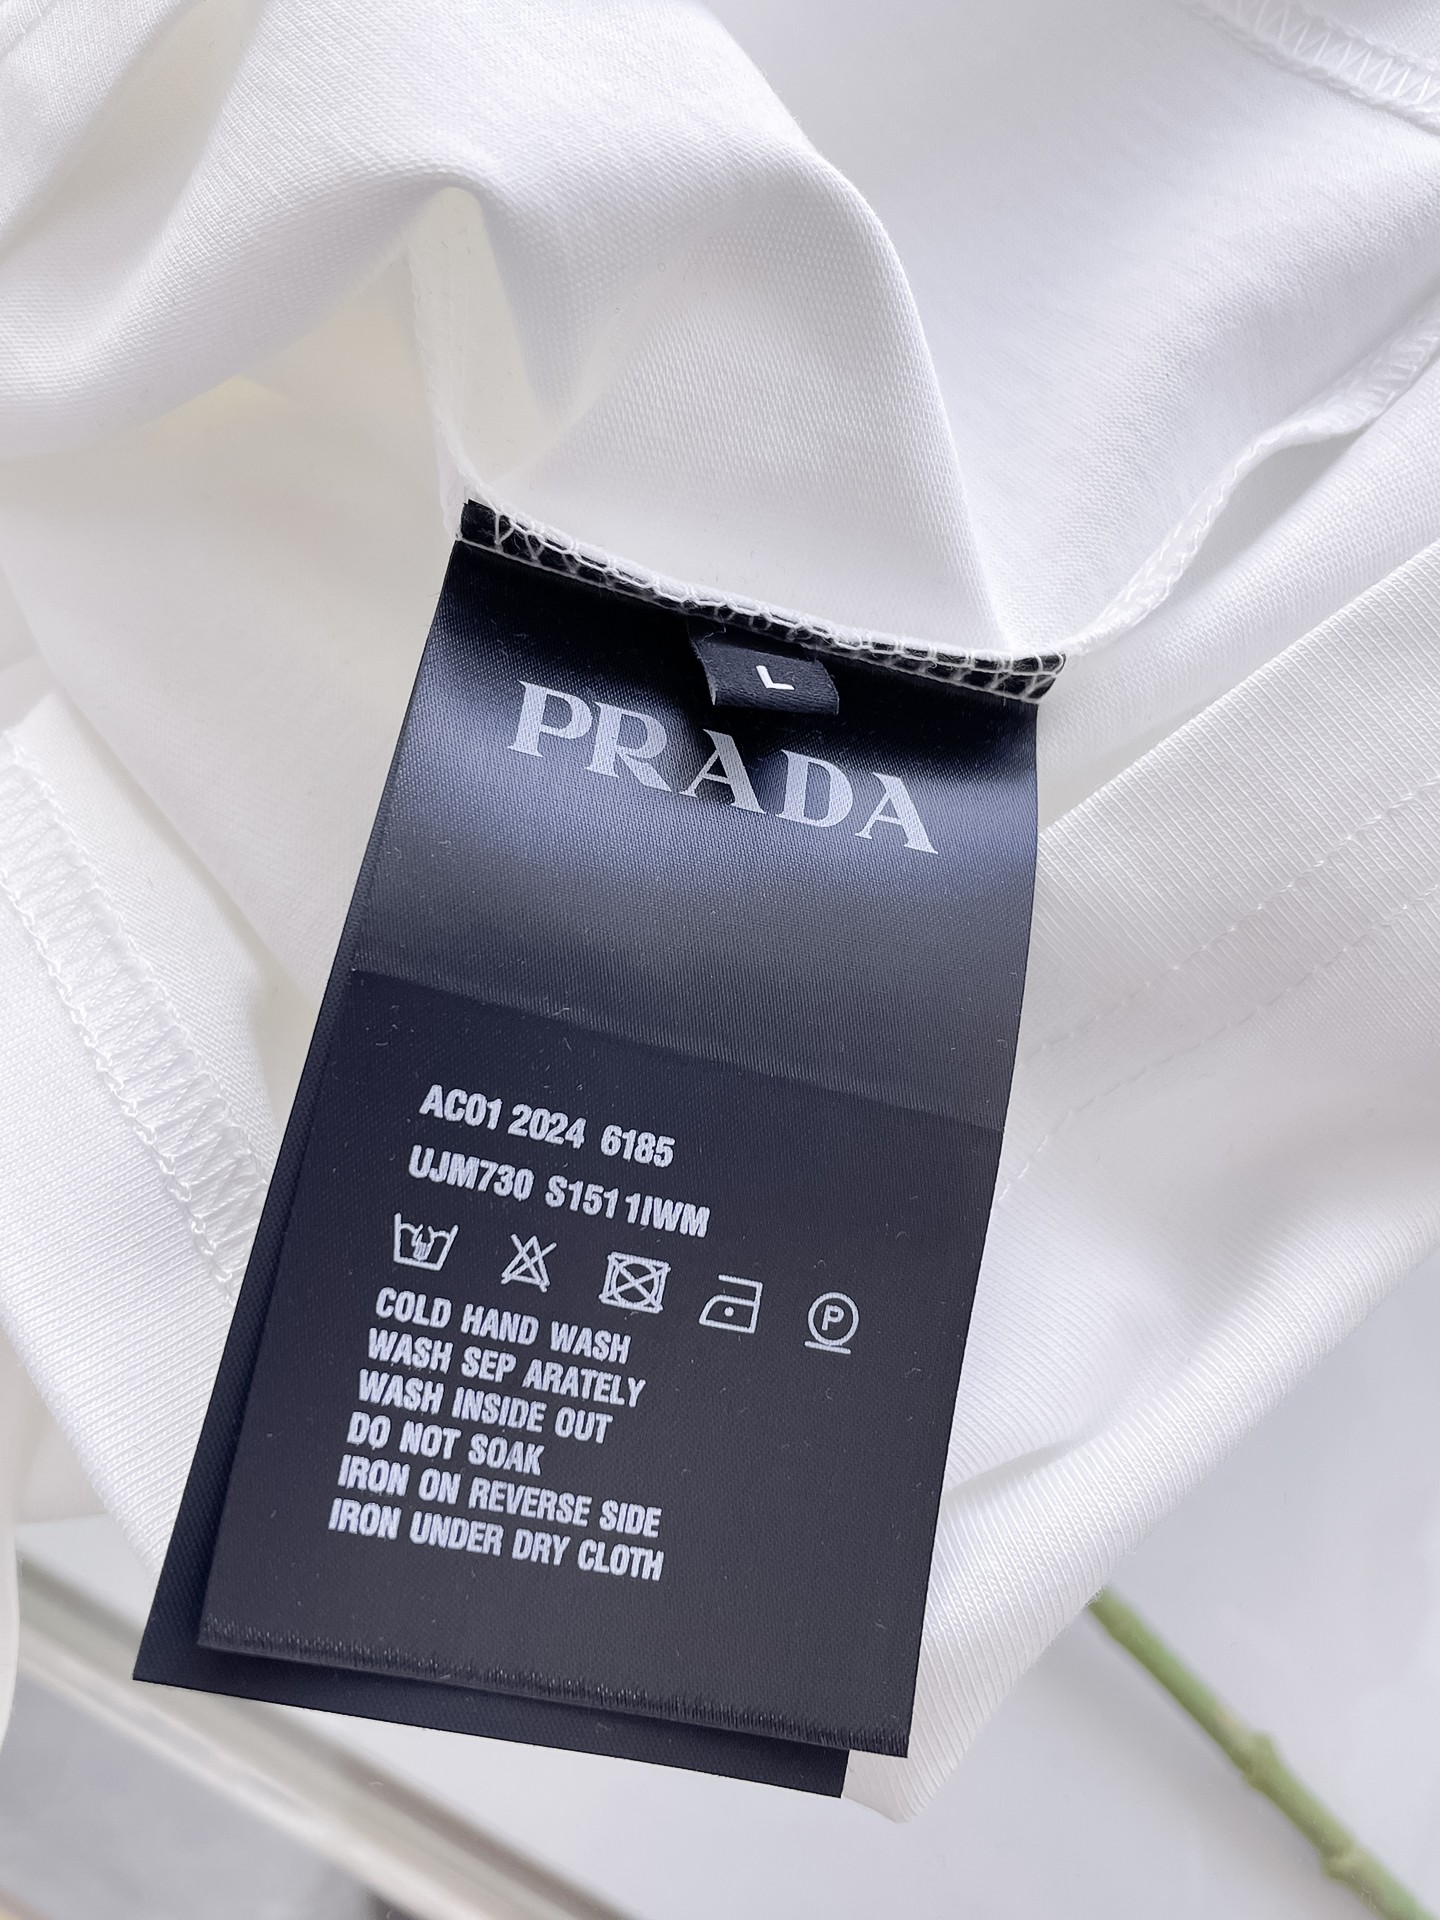 L
PRADA
AC01 2024 6185
UJM730 S151 1IWM
P
COLD HAND WASH
WASH SEP ARATELY
WASH INSIDE OUT
DO NOT SOAK
IRON ON REVERSE SIDE
IRON UNDER DRY CLOTH